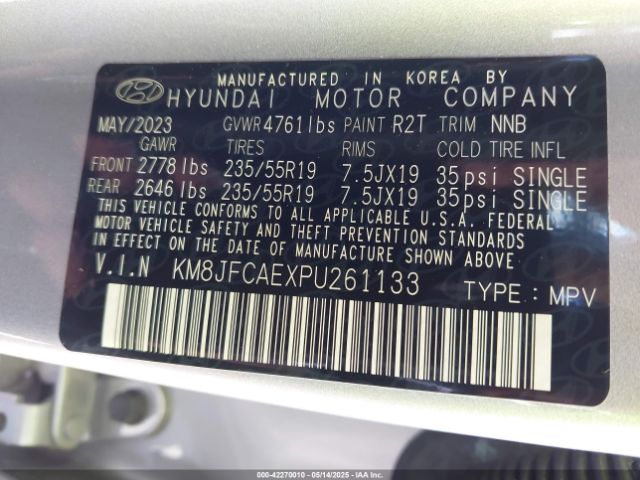 MANUFACTURED IN KOREA BY
HYUNDAI MOTOR COMPANY
MAY/2023 GVWR 4761lbs PAINT R2T TRIM NNB
GAWR TIRES RIMS COLD TIRE INFL
FRONT 2778lbs 235/55R19 7.5JX19 35psi SINGLE
REAR 2646lbs 235/55R19 7.5JX19 35psi SINGLE
THIS VEHICLE CONFORMS TO ALL APPLICABLE U.S.A. FEDERAL
MOTOR VEHICLE SAFETY AND THEFT PREVENTION STANDARDS
IN EFFECT ON THE DATE OF MANUFACTURE SHOWN ABOVE.
V.I.N KM8JFCAEXPU261133 TYPE : MPV
000-42270010 - 05/14/2025 - IAAI.COM